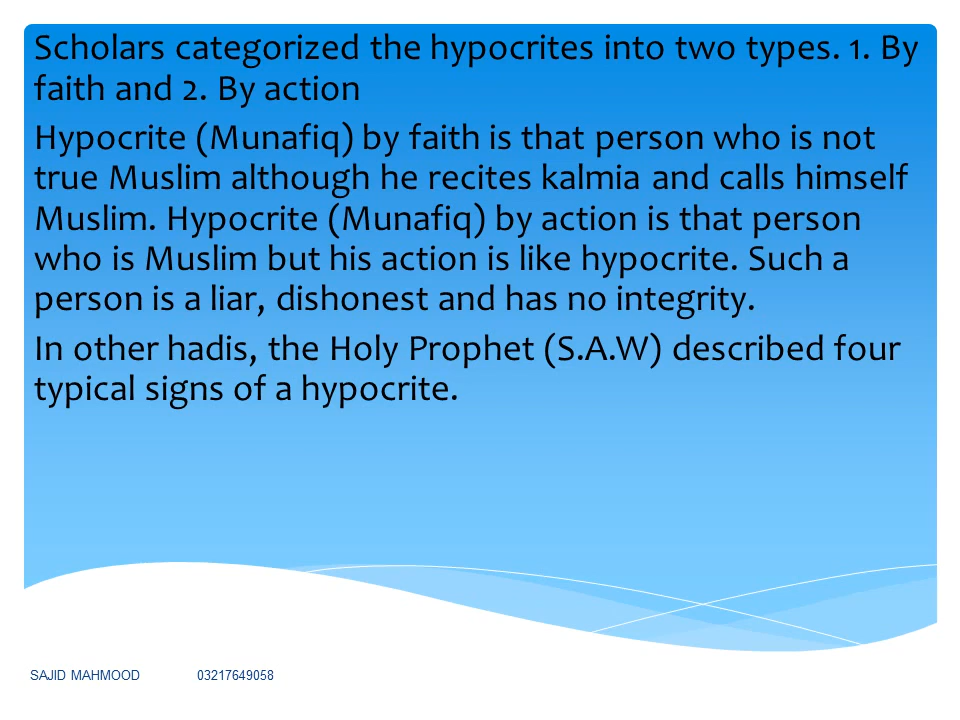 Scholars categorized the hypocrites into two types. 1. By
faith and 2. By action
Hypocrite (Munafiq) by faith is that person who is not
true Muslim although he recites kalmia and calls himself
Muslim. Hypocrite (Munafiq) by action is that person
who is Muslim but his action is like hypocrite. Such a
person is a liar, dishonest and has no integrity.
In other hadis, the Holy Prophet (S.A.W) described four
typical signs of a hypocrite.
SAJID MAHMOOD 03217649058